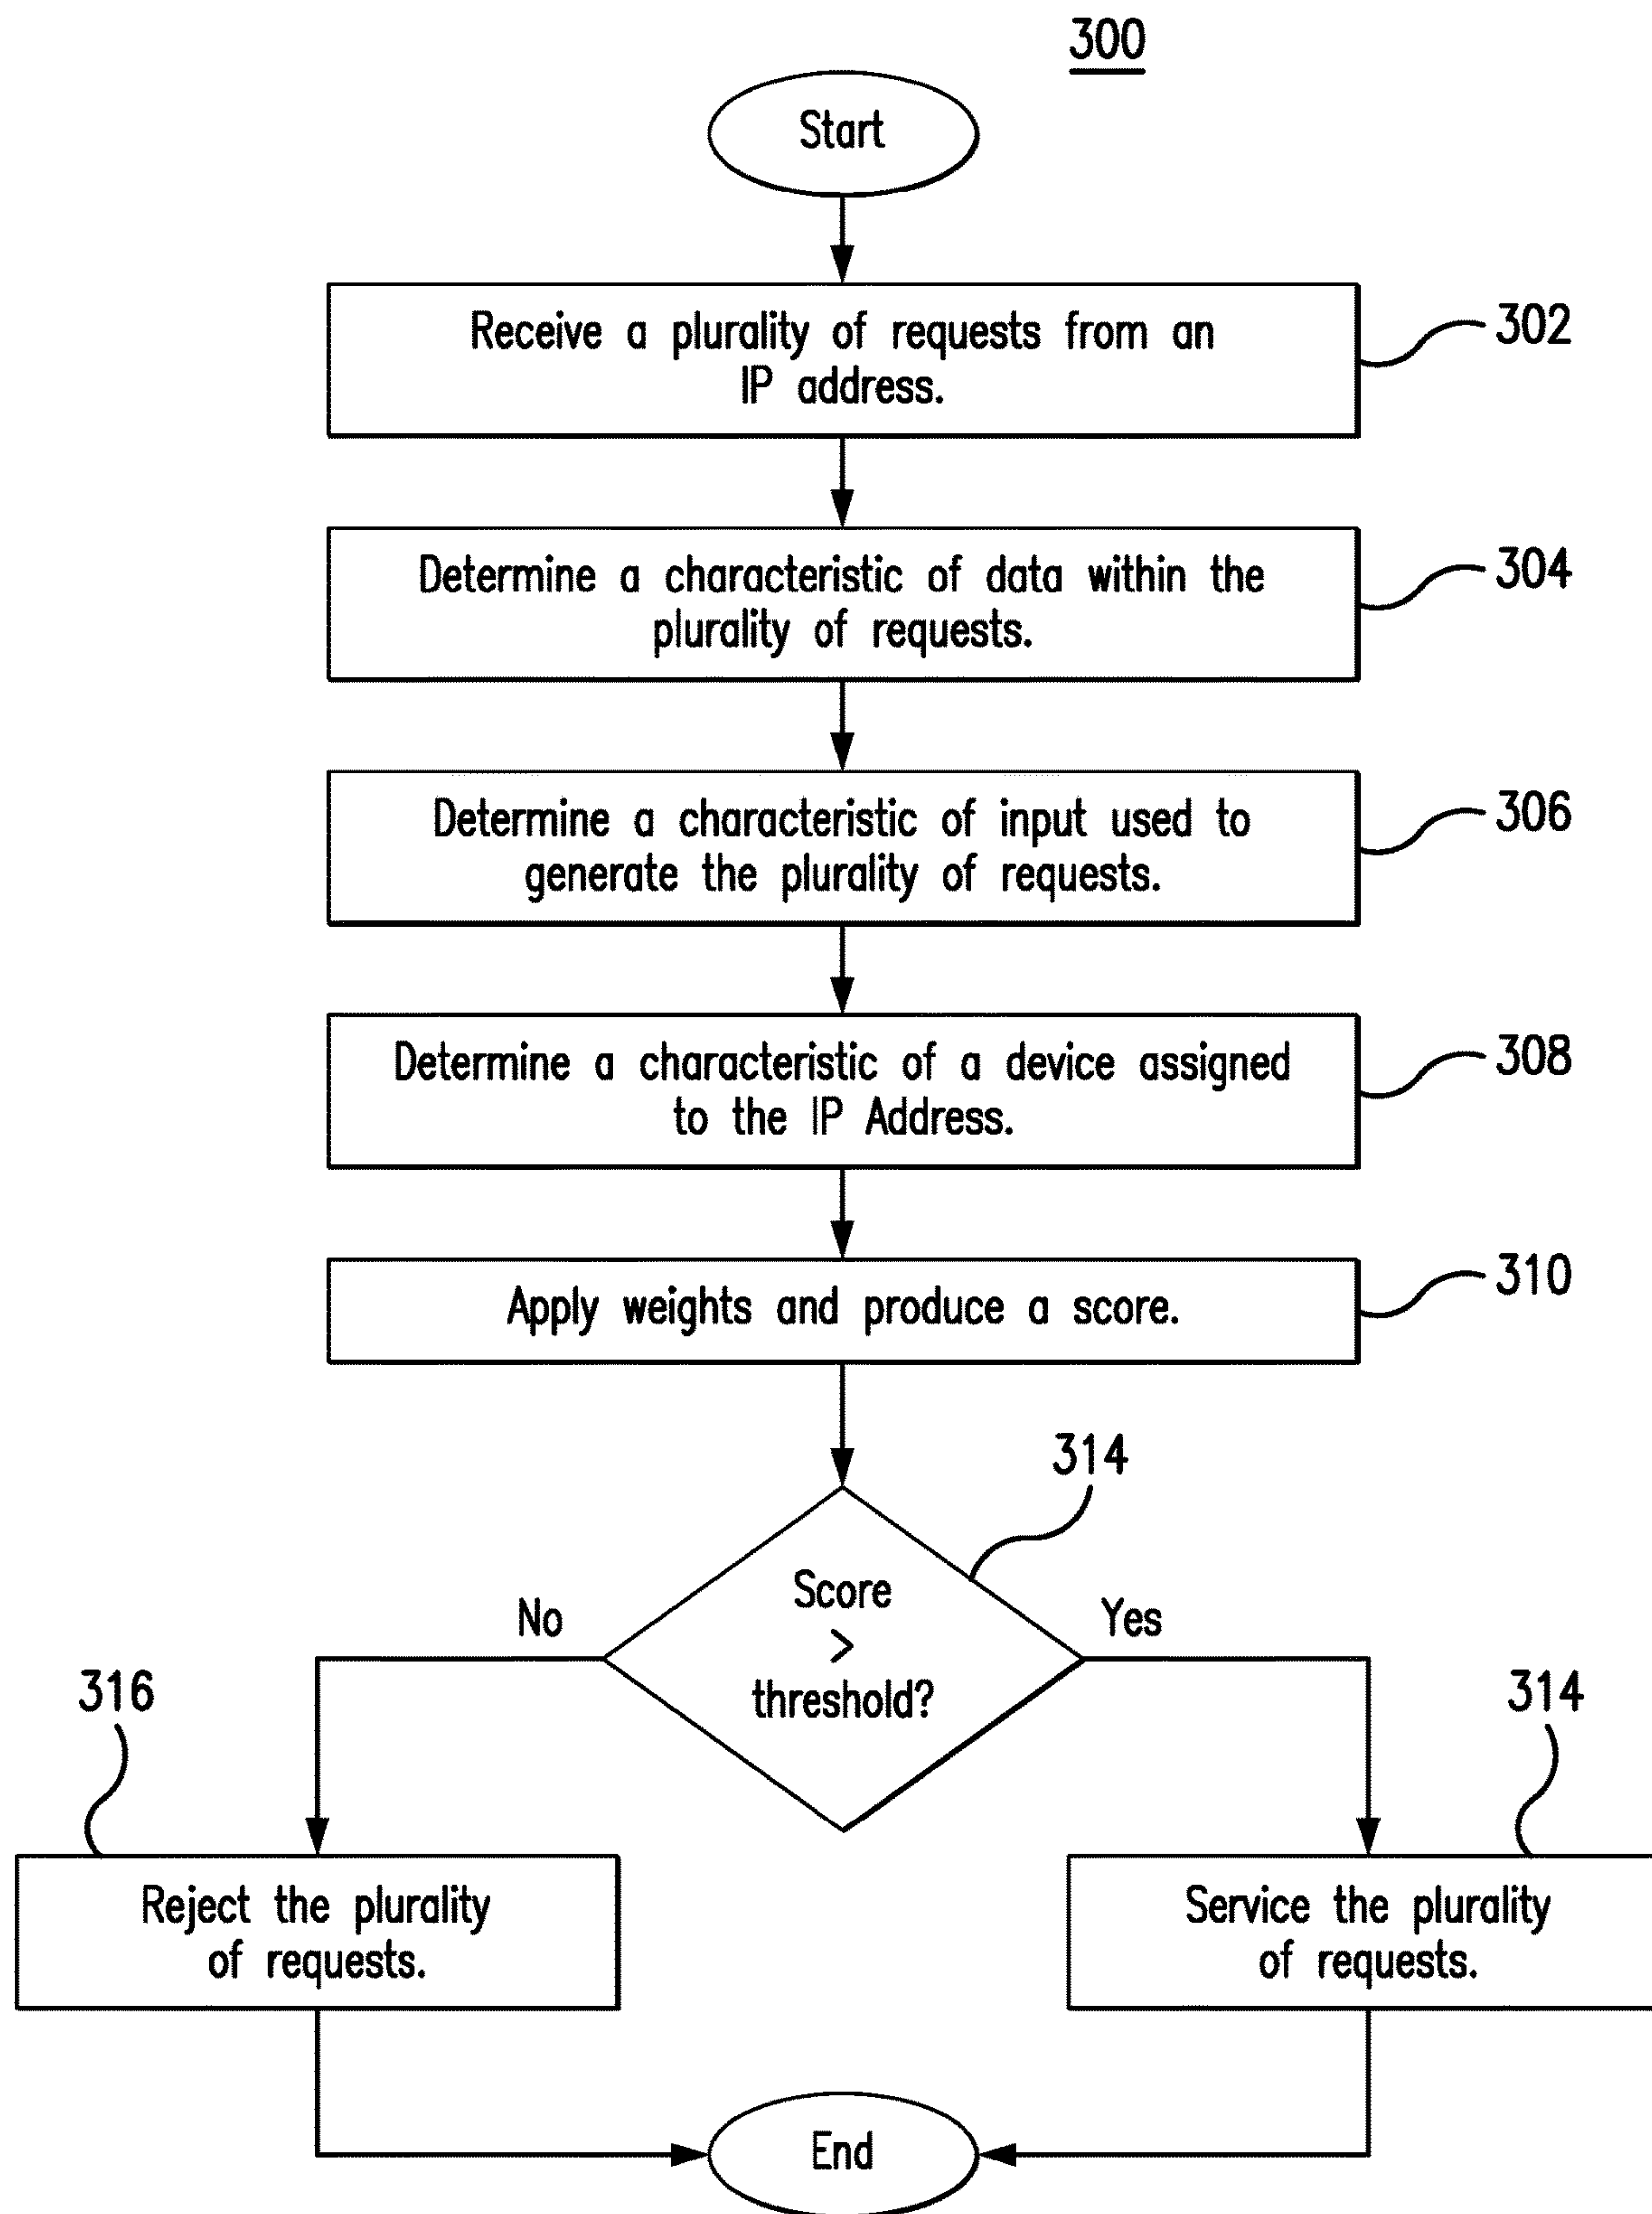 300
Start
Receive a plurality of requests from an
IP address.
302
Determine a characteristic of data within the
plurality of requests.
304
Determine a characteristic of input used to
generate the plurality of requests.
306
Determine a characteristic of a device assigned
to the IP Address.
308
Apply weights and produce a score.
310
314
Score
>
threshold?
No
Yes
316
314
Reject the plurality
of requests.
Service the plurality
of requests.
End